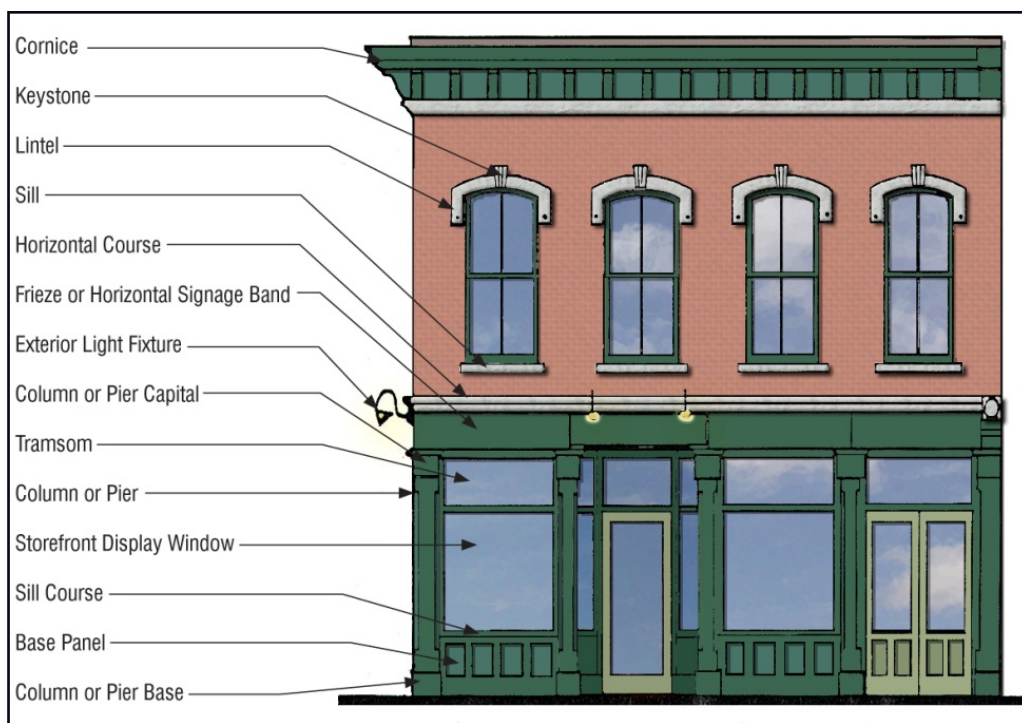 Cornice
Keystone
Lintel
Sill
Horizontal Course
Frieze or Horizontal Signage Band
Exterior Light Fixture
Column or Pier Capital
Tramsom
Column or Pier
Storefront Display Window
Sill Course
Base Panel
Column or Pier Base